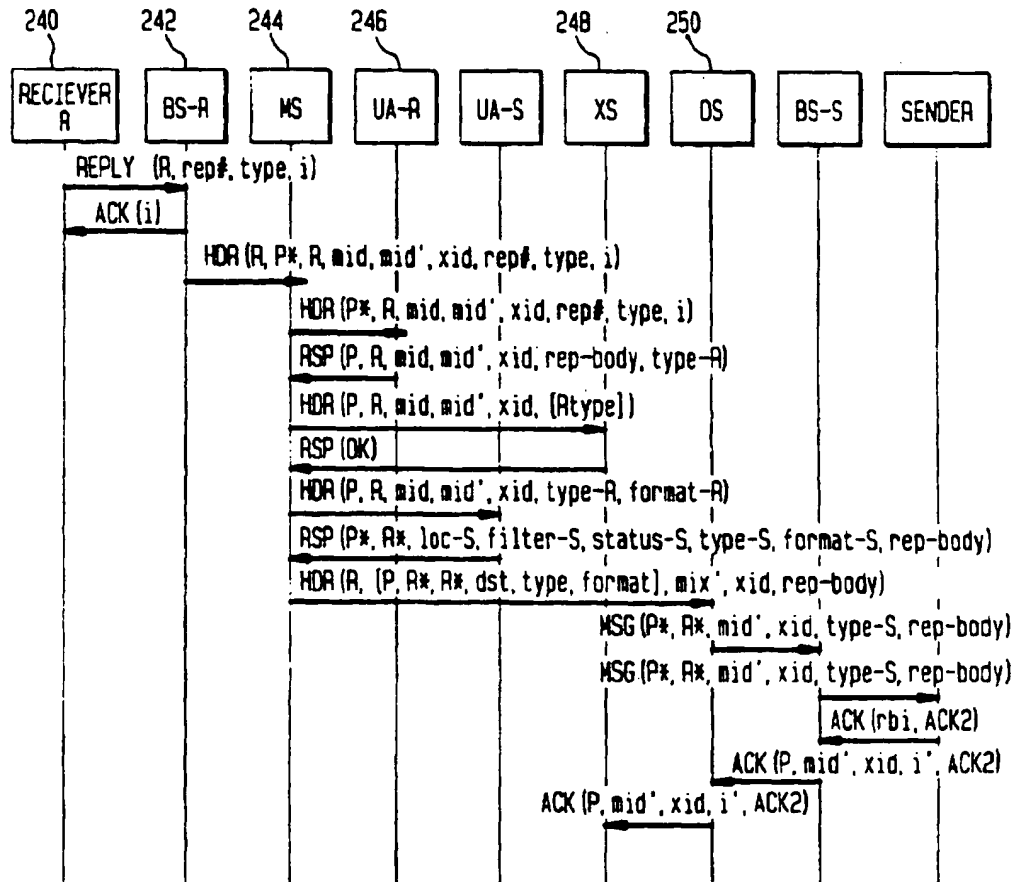 240 242 244 246 248 250
RECIEVER R BS-R MS UA-R UA-S XS DS BS-S SENDER
REPLY (R, rep#, type, i)
ACK (i)
HDR (R, P*, R, mid, mid', xid, rep#, type, i)
HDR (P*, R, mid, mid', xid, rep#, type, i)
RSP (P, R, mid, mid', xid, rep-body, type-R)
HDR (P, R, mid, mid', xid, [Rtype])
RSP (OK)
HDR (P, R, mid, mid', xid, type-R, format-R)
RSP (P*, R*, loc-S, filter-S, status-S, type-S, format-S, rep-body)
HDR (R, [P, R*, R*, dst, type, format], mix', xid, rep-body)
MSG (P*, R*, mid', xid, type-S, rep-body)
MSG (P*, R*, mid', xid, type-S, rep-body)
ACK (rbi, ACK2)
ACK (P, mid', xid, i', ACK2)
ACK (P, mid', xid, i', ACK2)